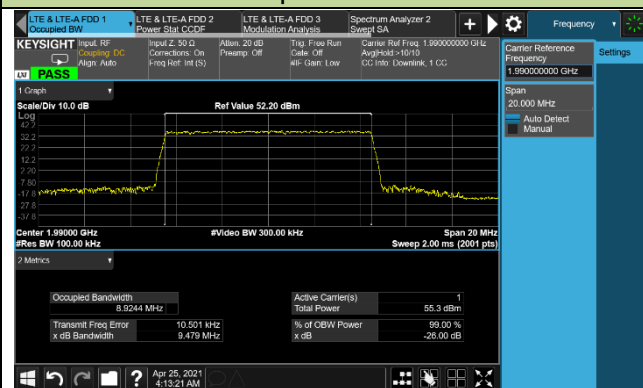 LTE & LTE-A FDD 1
Occupied BW
LTE & LTE-A FDD 2
Power Stat CCDF
LTE & LTE-A FDD 3
Modulation Analysis
Spectrum Analyzer 2
Swept SA
Frequency
KEYSIGHT
Input: RF
Coupling: DC
Align: Auto
Input Z: 50 Ω
Corrections: On
Freq Ref: Int (S)
Atten: 20 dB
Preamp: Off
Trig: Free Run
Gate: Off
#IF Gain: Low
Carrier Ref Freq: 1.990000000 GHz
Avg|Hold:>10/10
CC Info: Downlink, 1 CC
LXI PASS
Carrier Reference
Frequency
1.990000000 GHz
Settings
Span
20.000 MHz
Auto Detect
Manual
1 Graph
Scale/Div 10.0 dB
Ref Value 52.20 dBm
Log
42.2
32.2
22.2
12.2
2.20
-7.80
-17.8
-27.8
-37.8
Center 1.99000 GHz
#Video BW 300.00 kHz
Span 20 MHz
#Res BW 100.00 kHz
Sweep 2.00 ms (2001 pts)
2 Metrics
Occupied Bandwidth
8.9244 MHz
Active Carrier(s) 1
Total Power 55.3 dBm
Transmit Freq Error 10.501 kHz
x dB Bandwidth 9.479 MHz
% of OBW Power 99.00 %
x dB -26.00 dB
?
Apr 25, 2021
4:13:21 AM